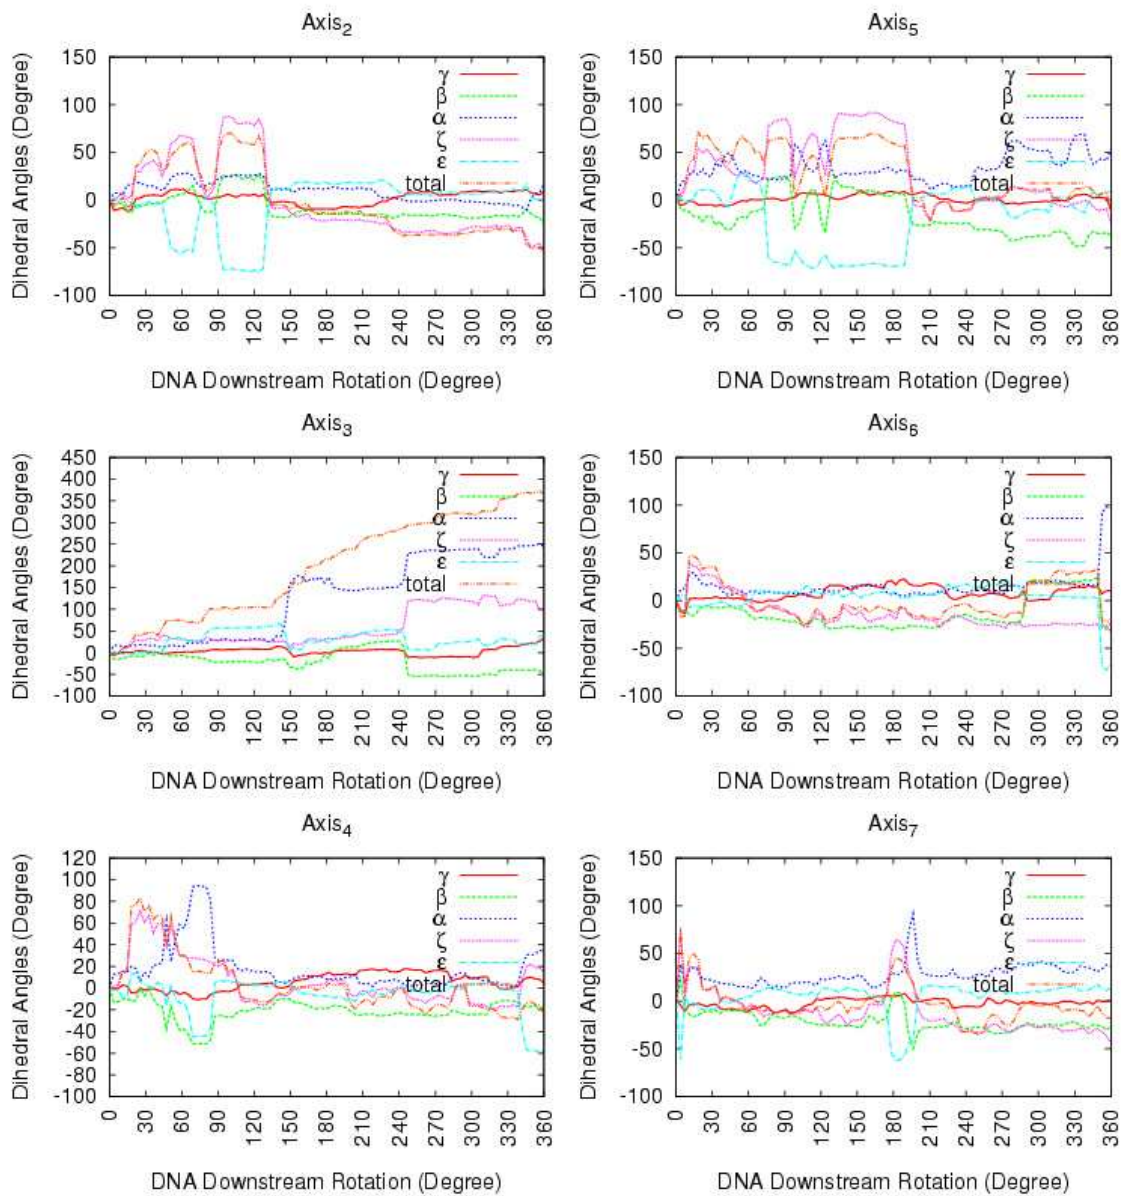 Axis2
Dihedral Angles (Degree)
150
100
50
0
-50
-100
γ
β
α
ζ
ε
total
0 30 60 90 120 150 180 210 240 270 300 330 360
DNA Downstream Rotation (Degree)
Axis5
Dihedral Angles (Degree)
150
100
50
0
-50
-100
γ
β
α
ζ
ε
total
0 30 60 90 120 150 180 210 240 270 300 330 360
DNA Downstream Rotation (Degree)
Axis3
Dihedral Angles (Degree)
450
400
350
300
250
200
150
100
50
0
-50
-100
γ
β
α
ζ
ε
total
0 30 60 90 120 150 180 210 240 270 300 330 360
DNA Downstream Rotation (Degree)
Axis6
Dihedral Angles (Degree)
150
100
50
0
-50
-100
γ
β
α
ζ
ε
total
0 30 60 90 120 150 180 210 240 270 300 330 360
DNA Downstream Rotation (Degree)
Axis4
Dihedral Angles (Degree)
120
100
80
60
40
20
0
-20
-40
-60
-80
-100
γ
β
α
ζ
ε
total
0 30 60 90 120 150 180 210 240 270 300 330 360
DNA Downstream Rotation (Degree)
Axis7
Dihedral Angles (Degree)
150
100
50
0
-50
-100
γ
β
α
ζ
ε
total
0 30 60 90 120 150 180 210 240 270 300 330 360
DNA Downstream Rotation (Degree)